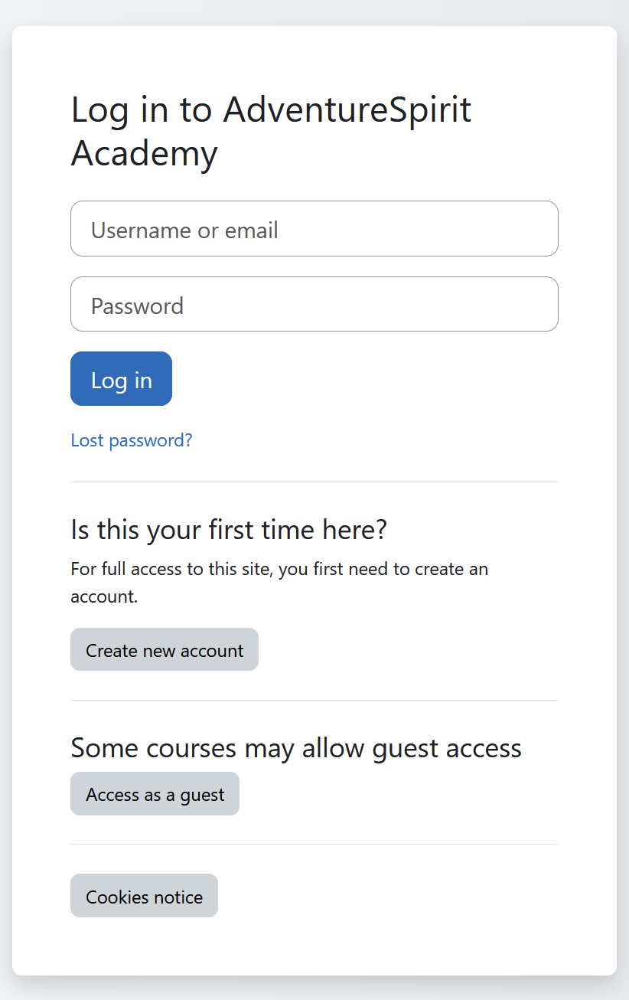 Log in to AdventureSpirit
Academy
Username or email
Password
Log in
Lost password?
Is this your first time here?
For full access to this site, you first need to create an
account.
Create new account
Some courses may allow guest access
Access as a guest
Cookies notice